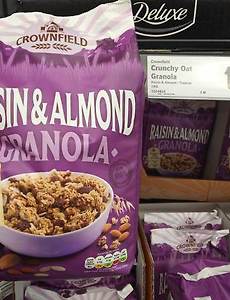 Deluxe
CROWNFIELD
SIN & ALMOND
GRANOLA
Crownfield
Crunchy Oat
Granola
RAISIN & ALMOND
GRANOLA
CROWNFIELD